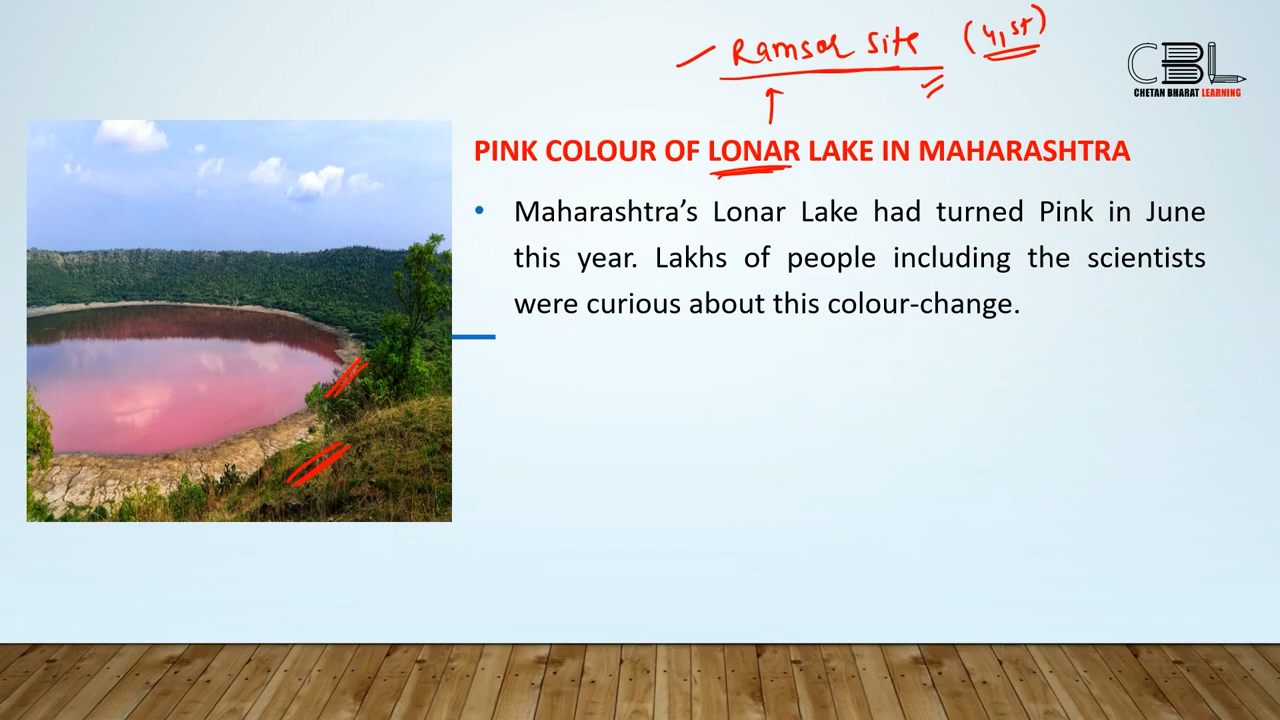 Ramsar site (41st)
CBL
CHETAN BHARAT LEARNING
PINK COLOUR OF LONAR LAKE IN MAHARASHTRA
• Maharashtra’s Lonar Lake had turned Pink in June
this year. Lakhs of people including the scientists
were curious about this colour-change.